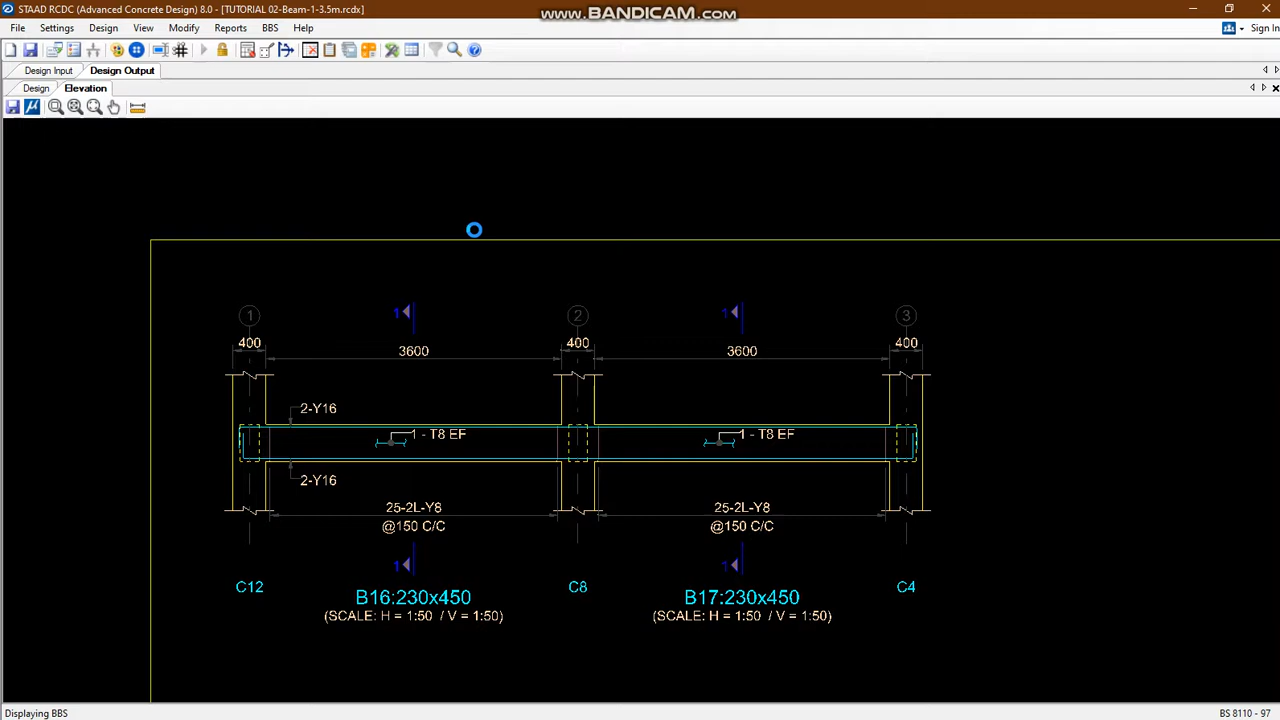 STAAD RCDC (Advanced Concrete Design) 8.0 - [TUTORIAL 02-Beam-1-3.5m.rcdx]
www.BANDICAM.com
File Settings Design View Modify Reports BBS Help
Sign In
Design Input Design Output
Design Elevation
1 1
1 2 3
400 3600 400 3600 400
2-Y16
1 - T8 EF 1 - T8 EF
2-Y16
25-2L-Y8 25-2L-Y8
@150 C/C @150 C/C
1 1
C12 C8 C4
B16:230x450 B17:230x450
(SCALE: H = 1:50 / V = 1:50) (SCALE: H = 1:50 / V = 1:50)
Displaying BBS
BS 8110 - 97